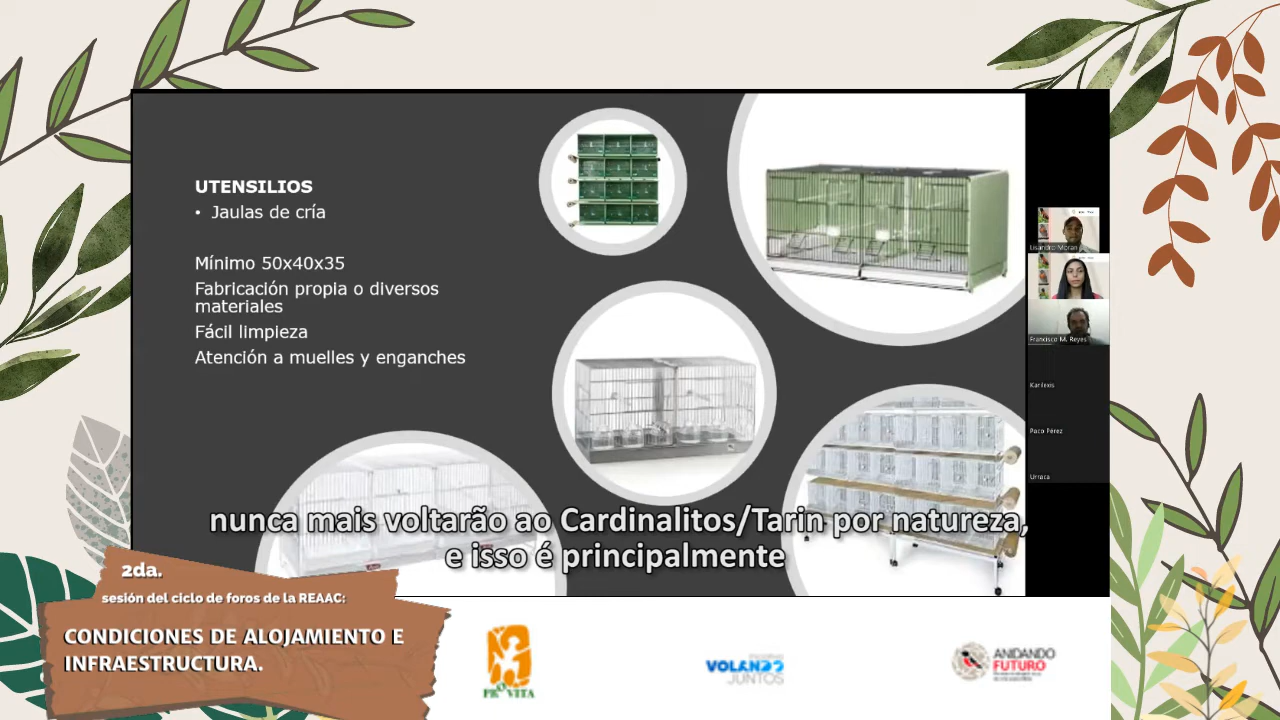 UTENSILIOS
• Jaulas de cría
Mínimo 50x40x35
Fabricación propia o diversos
materiales
Fácil limpieza
Atención a muelles y enganches
Lisandro Moran
Francisco M. Reyes
Karilexis
Paco Pérez
Urraca
nunca mais voltarão ao Cardinalitos/Tarin por natureza,
e isso é principalmente
2da.
sesión del ciclo de foros de la REAAC:
CONDICIONES DE ALOJAMIENTO E
INFRAESTRUCTURA.
PROVITA
VOLANDO
JUNTOS
ANIDANDO
FUTURO